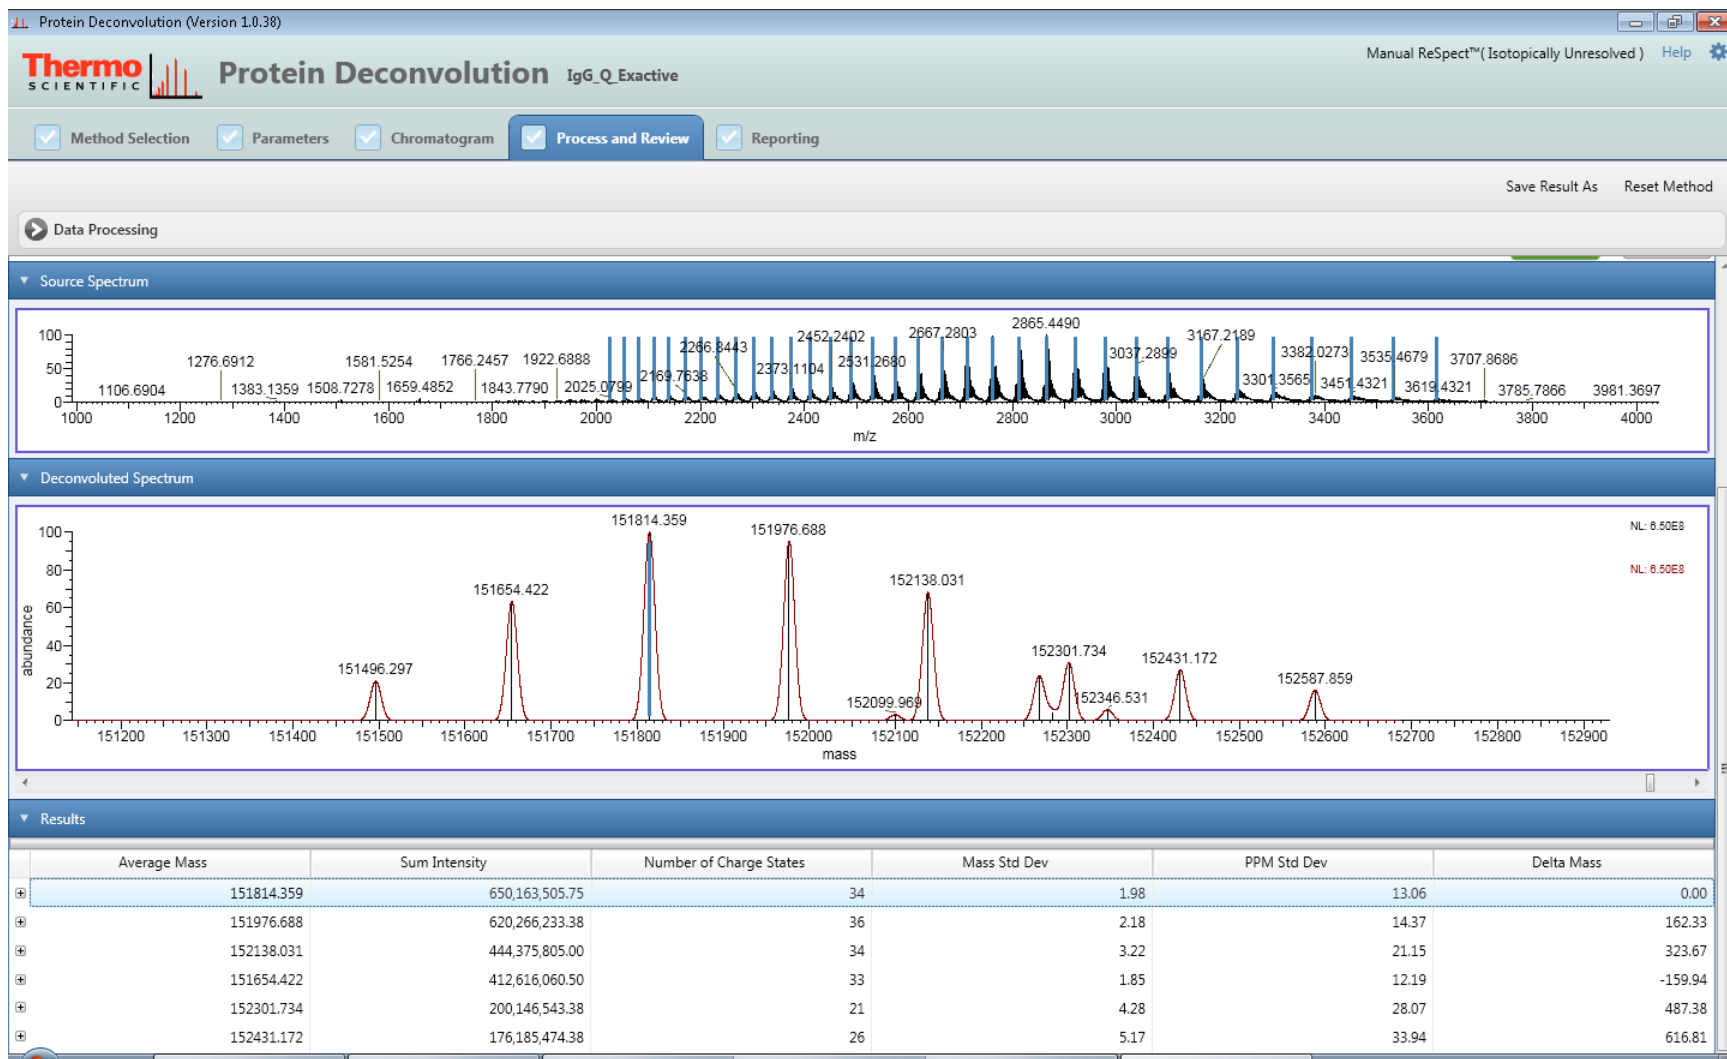 Protein Deconvolution (Version 1.0.38)
Thermo SCIENTIFIC Protein Deconvolution IgG_Q_Exactive
Manual ReSpect™( Isotopically Unresolved ) Help
Method Selection Parameters Chromatogram Process and Review Reporting
Save Result As Reset Method
Data Processing
Source Spectrum
100
50
0
1106.6904 1276.6912 1383.1359 1508.7278 1581.5254 1659.4852 1766.2457 1843.7790 1922.6888 2025.0799 2169.7638 2266.8443 2373.1104 2452.2402 2531.2680 2667.2803 2865.4490 3037.2899 3167.2189 3301.3565 3382.0273 3451.4321 3535.4679 3619.4321 3707.8686 3785.7866 3981.3697
1000 1200 1400 1600 1800 2000 2200 2400 2600 2800 3000 3200 3400 3600 3800 4000
m/z
Deconvoluted Spectrum
abundance
100
80
60
40
20
0
151496.297 151654.422 151814.359 151976.688 152099.969 152138.031 152301.734 152346.531 152431.172 152587.859
NL: 6.50E8
NL: 6.50E8
151200 151300 151400 151500 151600 151700 151800 151900 152000 152100 152200 152300 152400 152500 152600 152700 152800 152900
mass
Results
Average Mass Sum Intensity Number of Charge States Mass Std Dev PPM Std Dev Delta Mass
151814.359 650,163,505.75 34 1.98 13.06 0.00
151976.688 620,266,233.38 36 2.18 14.37 162.33
152138.031 444,375,805.00 34 3.22 21.15 323.67
151654.422 412,616,060.50 33 1.85 12.19 -159.94
152301.734 200,146,543.38 21 4.28 28.07 487.38
152431.172 176,185,474.38 26 5.17 33.94 616.81